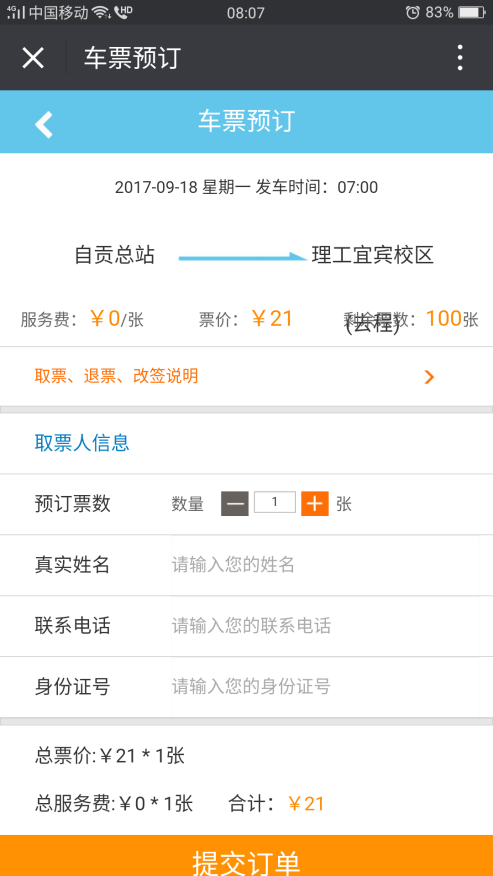 4G 中国移动 HD 08:07 83%
车票预订
车票预订
2017-09-18 星期一 发车时间：07:00
自贡总站 理工宜宾校区
(云程)
服务费：￥0/张 票价：￥21 剩余票数：100张
取票、退票、改签说明
取票人信息
预订票数 数量 1 张
真实姓名 请输入您的姓名
联系电话 请输入您的联系电话
身份证号 请输入您的身份证号
总票价:￥21 * 1张
总服务费:￥0 * 1张 合计：￥21
提交订单